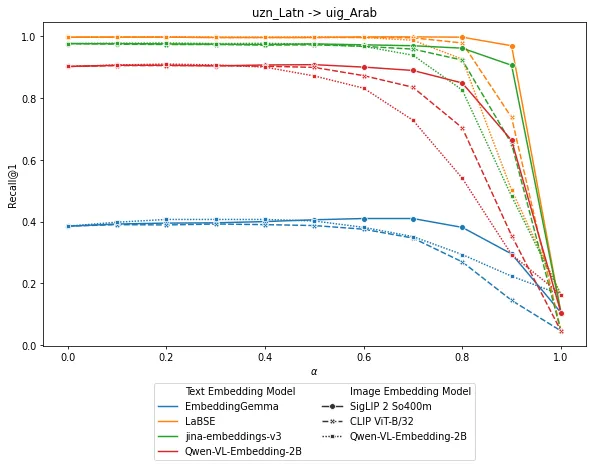 uzn_Latn -> uig_Arab
1.0
0.8
0.6
0.4
0.2
0.0
Recall@1
0.0 0.2 0.4 0.6 0.8 1.0
α
Text Embedding Model
EmbeddingGemma
LaBSE
jina-embeddings-v3
Qwen-VL-Embedding-2B
Image Embedding Model
SigLIP 2 So400m
CLIP ViT-B/32
Qwen-VL-Embedding-2B